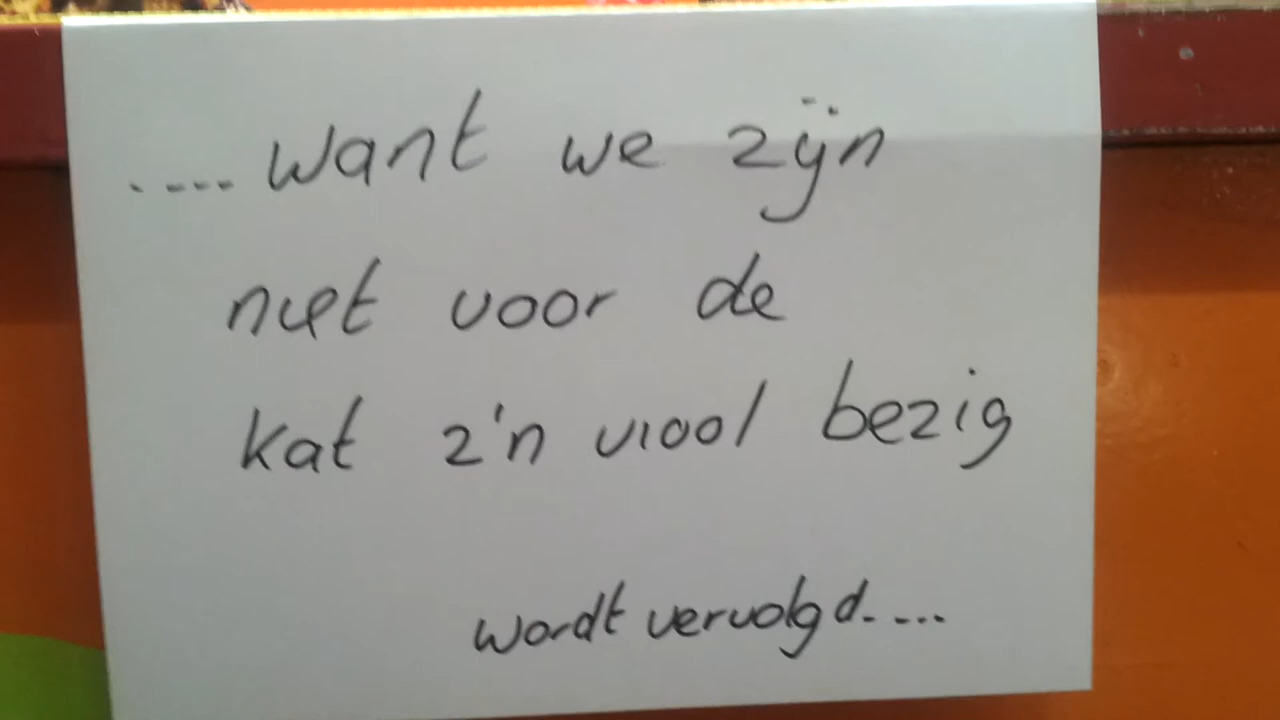 ....want we zijn
niet voor de
kat z'n viool bezig
wordt vervolgd....